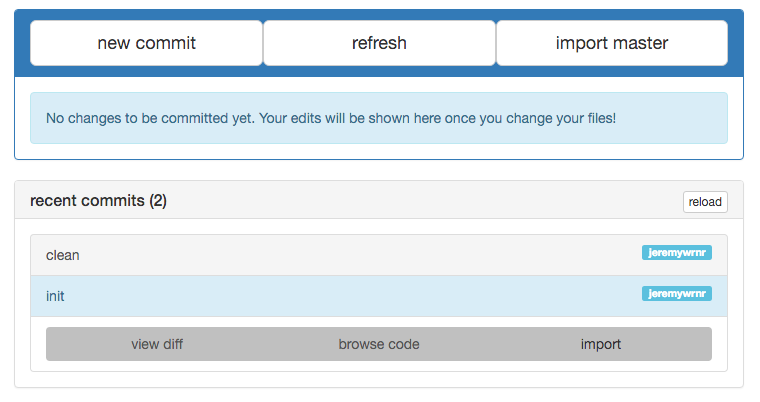 new commit refresh import master
No changes to be committed yet. Your edits will be shown here once you change your files!
recent commits (2) reload
clean jeremywrnr
init jeremywrnr
view diff browse code import